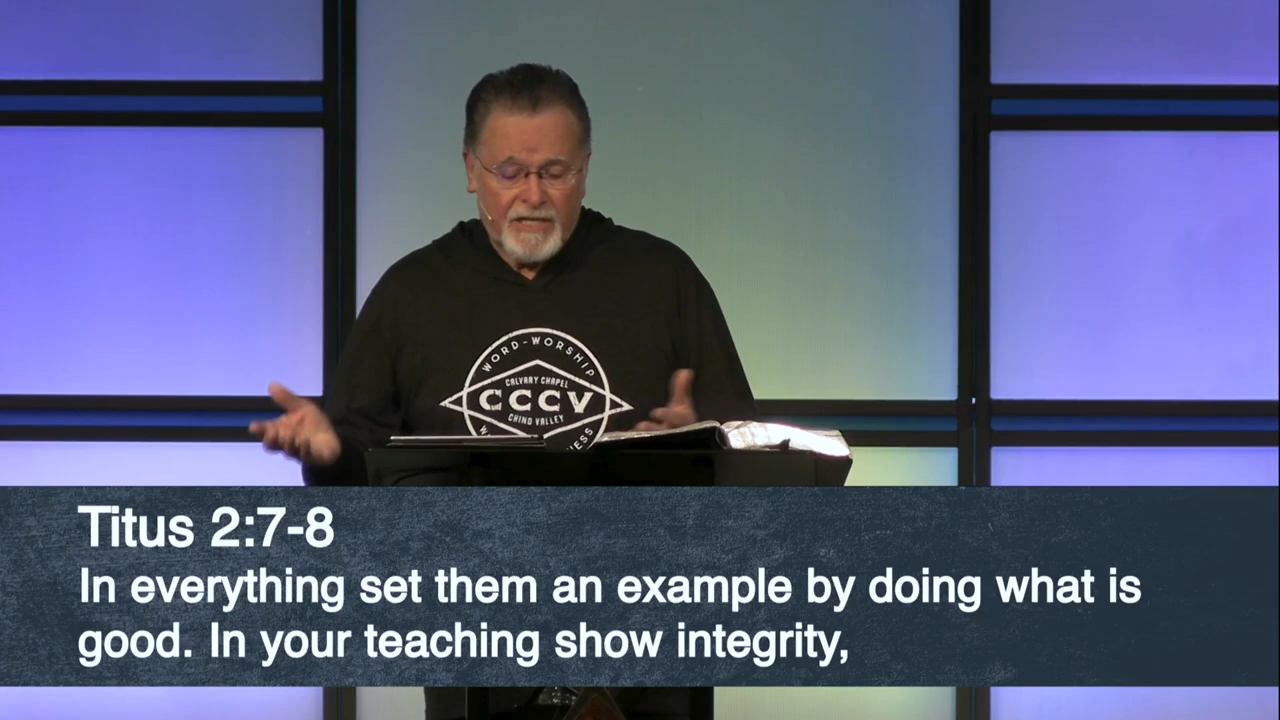 WORD-WORSHIP
CALVARY CHAPEL
CCCV
CHINO VALLEY
Titus 2:7-8
In everything set them an example by doing what is
good. In your teaching show integrity,